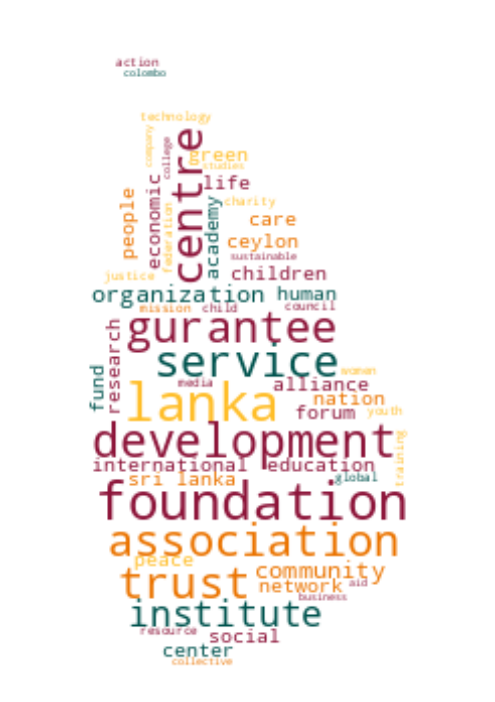 action
colombo
technology
company
college
centre
green
studies
economic
life
people
federation
academy
charity
care
ceylon
sustainable
justice
children
organization
human
mission
child
council
gurantee
research
service
fund
media
women
alliance
lanka
nation
forum
youth
development
training
international
education
sri lanka
global
foundation
association
peace
community
trust
network
aid
business
institute
resource
social
center
collective